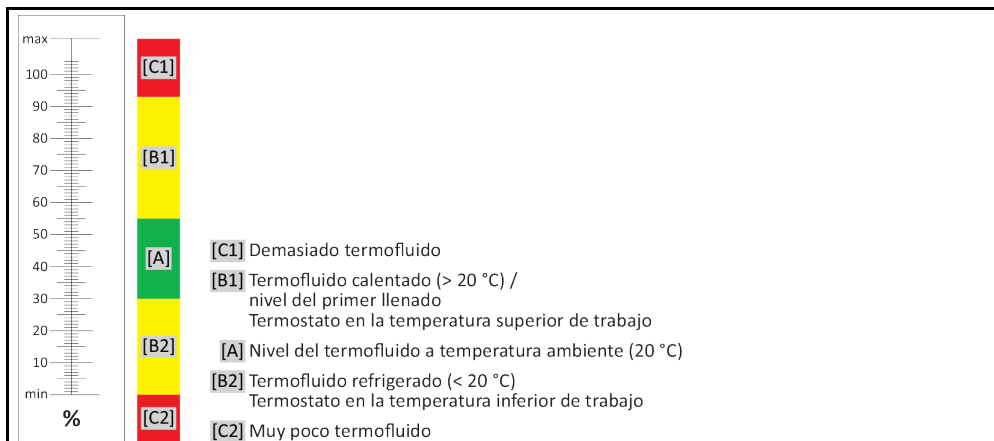 max
100
90
80
70
60
50
40
30
20
10
min
%
[C1]
[B1]
[A]
[B2]
[C2]
[C1] Demasiado termofluido
[B1] Termofluido calentado (> 20 °C) /
nivel del primer llenado
Termostato en la temperatura superior de trabajo
[A] Nivel del termofluido a temperatura ambiente (20 °C)
[B2] Termofluido refrigerado (< 20 °C)
Termostato en la temperatura inferior de trabajo
[C2] Muy poco termofluido